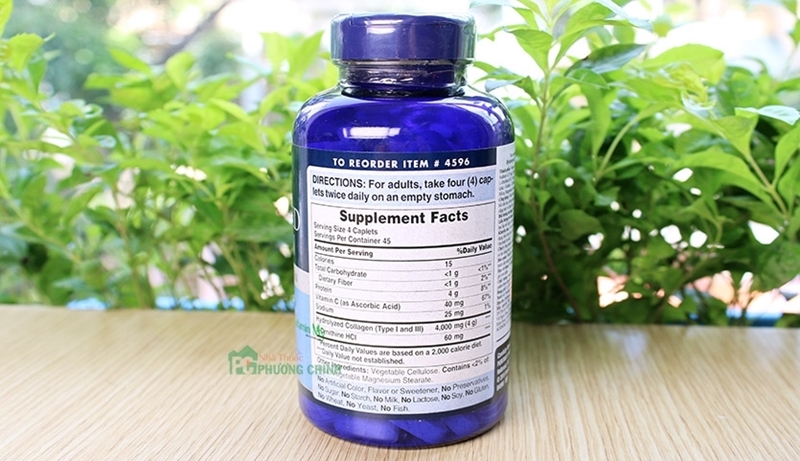 TO REORDER ITEM # 4596
DIRECTIONS: For adults, take four (4) cap-
lets twice daily on an empty stomach.
Supplement Facts
Serving Size 4 Caplets
Servings Per Container 45
Amount Per Serving %Daily Value
Calories 15
Total Carbohydrate <1 g <1%**
Dietary Fiber <1 g 2%**
Protein 4 g 8%**
Vitamin C (as Ascorbic Acid) 40 mg 67%
Sodium 25 mg 1%
Hydrolyzed Collagen (Type I and III) 4,000 mg (4 g)
Ornithine HCl 60 mg
Percent Daily Values are based on a 2,000 calorie diet.
Daily Value not established.
Other Ingredients: Vegetable Cellulose. Contains <2% of:
Vegetable Magnesium Stearate.
No Artificial Color, Flavor or Sweetener, No Preservatives,
No Sugar, No Starch, No Milk, No Lactose, No Soy, No Gluten,
No Wheat, No Yeast, No Fish.
Nhà Thuốc
PHƯƠNG CHÍNH